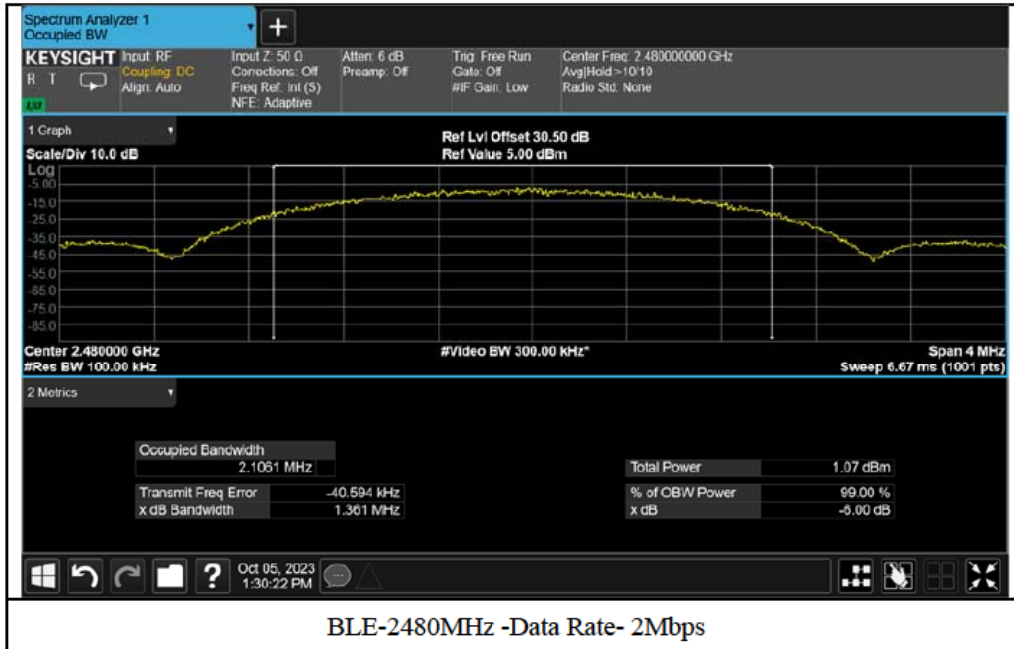 Spectrum Analyzer 1
Occupied BW
+
KEYSIGHT Input: RF
R T Coupling: DC
Align: Auto
LXI
Input Z: 50 Ω
Corrections: Off
Freq Ref: Int (S)
NFE: Adaptive
Atten: 6 dB
Preamp: Off
Trig: Free Run
Gate: Off
#IF Gain: Low
Center Freq: 2.480000000 GHz
Avg|Hold:>10/10
Radio Std: None
1 Graph
Scale/Div 10.0 dB
Ref Lvl Offset 30.50 dB
Ref Value 5.00 dBm
Log
-5.00
-15.0
-25.0
-35.0
-45.0
-55.0
-65.0
-75.0
-85.0
Center 2.480000 GHz
#Res BW 100.00 kHz
#Video BW 300.00 kHz*
Span 4 MHz
Sweep 6.67 ms (1001 pts)
2 Metrics
Occupied Bandwidth
2.1061 MHz
Transmit Freq Error -40.594 kHz
x dB Bandwidth 1.361 MHz
Total Power 1.07 dBm
% of OBW Power 99.00 %
x dB -6.00 dB
?
Oct 05, 2023
1:30:22 PM
BLE-2480MHz -Data Rate- 2Mbps